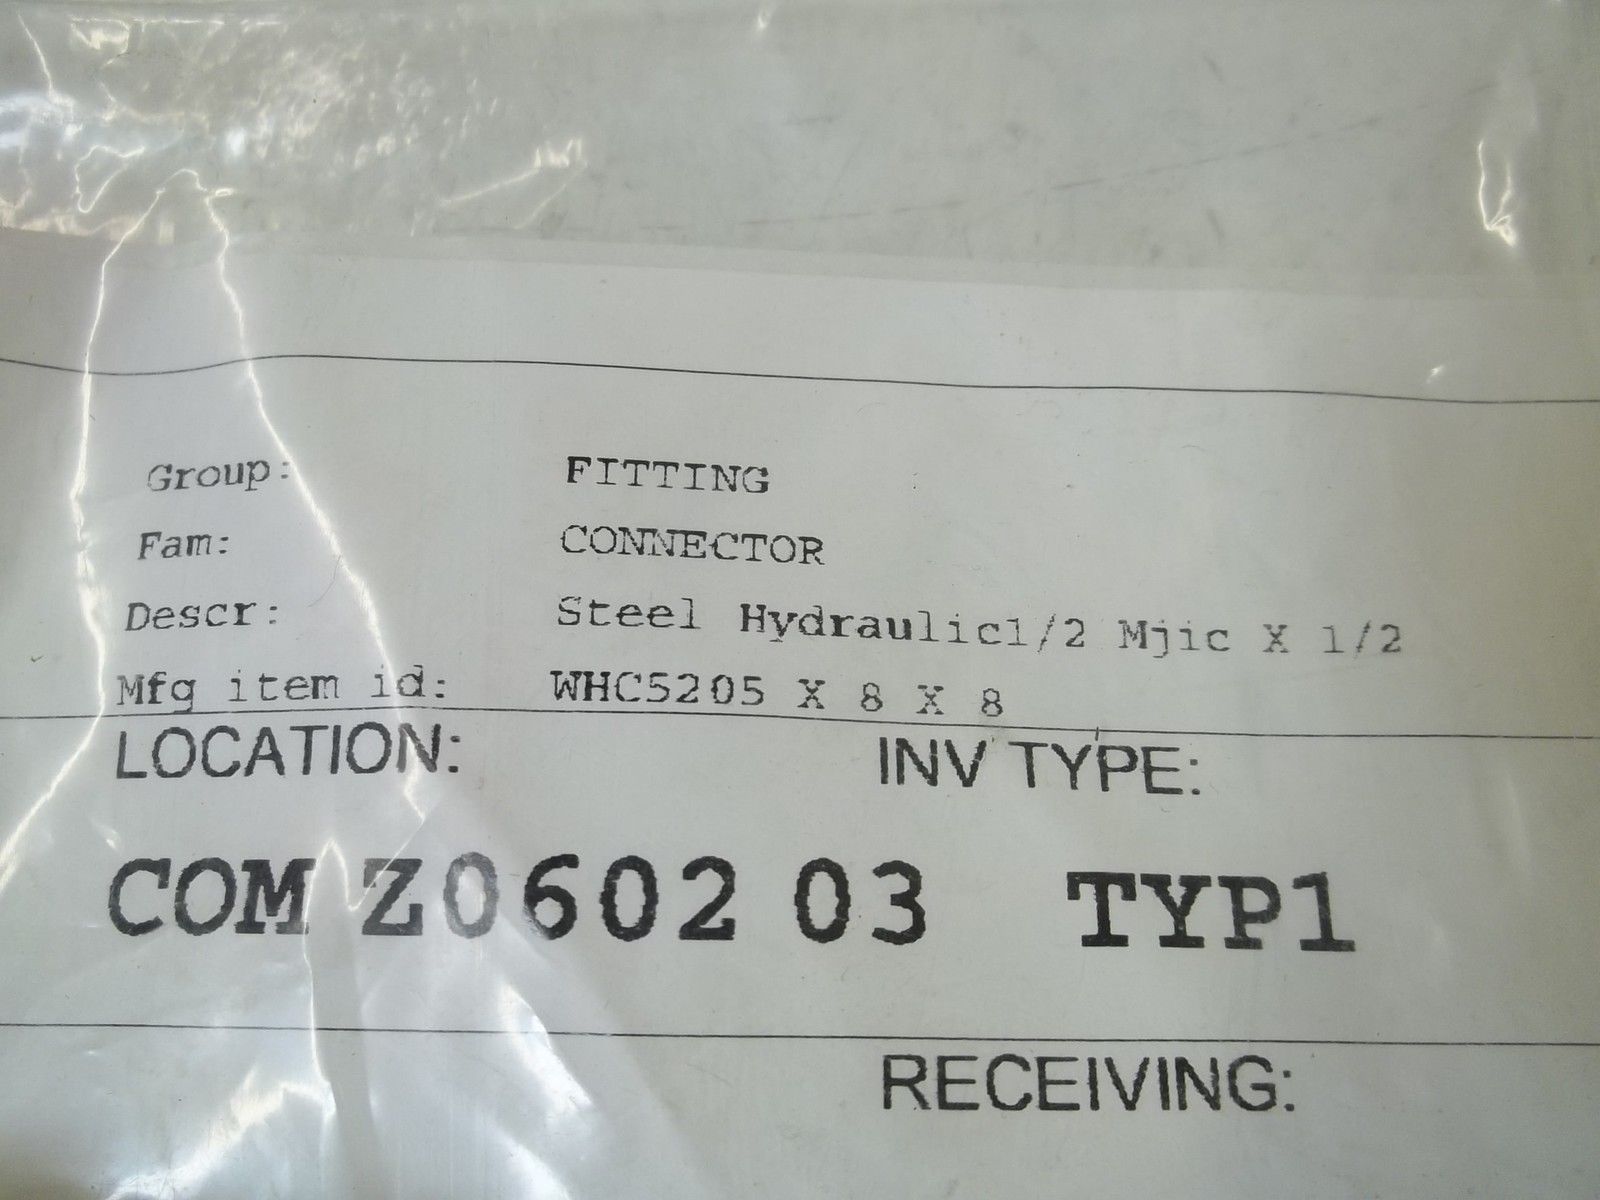 Group: FITTING
Fam: CONNECTOR
Descr: Steel Hydraulic1/2 Mjic X 1/2
Mfg item id: WHC5205 X 8 X 8
LOCATION: INV TYPE:
COM Z0602 03 TYP1
RECEIVING: